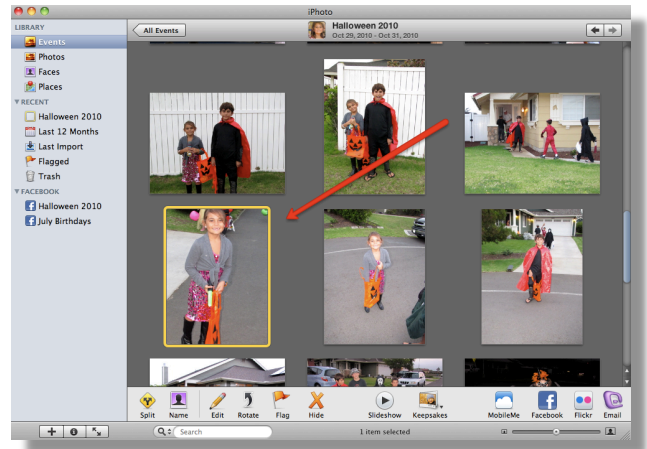 iPhoto
LIBRARY
Events
Photos
Faces
Places
RECENT
Halloween 2010
Last 12 Months
Last Import
Flagged
Trash
FACEBOOK
Halloween 2010
July Birthdays
All Events
Halloween 2010
Oct 29, 2010 - Oct 31, 2010
Split
Name
Edit
Rotate
Flag
Hide
Slideshow
Keepsakes
MobileMe
Facebook
Flickr
Email
Search
1 item selected